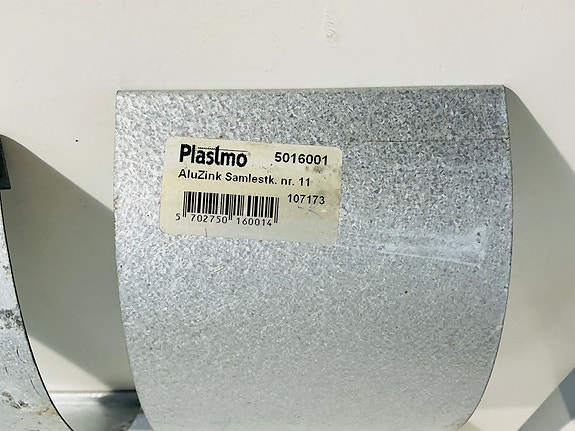 Plastmo 5016001
AluZink Samlestk. nr. 11
107173
5 702750 160014